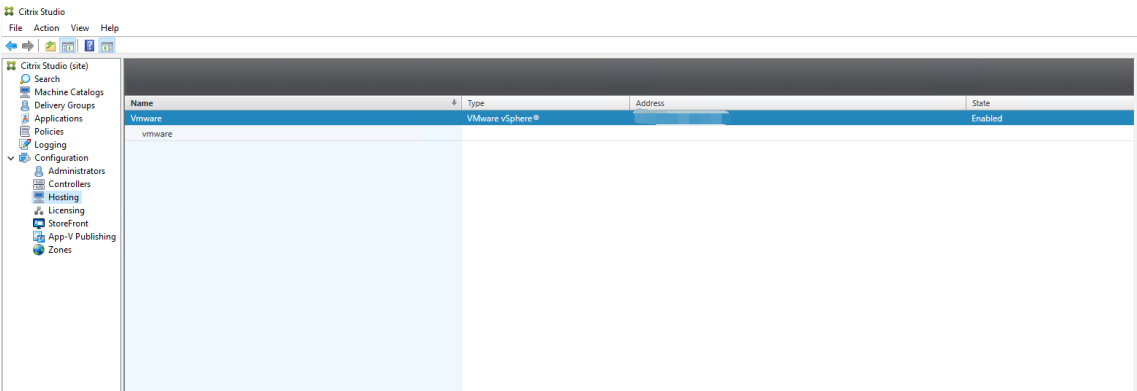 Citrix Studio
File Action View Help
Citrix Studio (site)
Search
Machine Catalogs
Delivery Groups
Applications
Policies
Logging
Configuration
Administrators
Controllers
Hosting
Licensing
StoreFront
App-V Publishing
Zones
Name Type Address State
Vmware VMware vSphere® Enabled
vmware